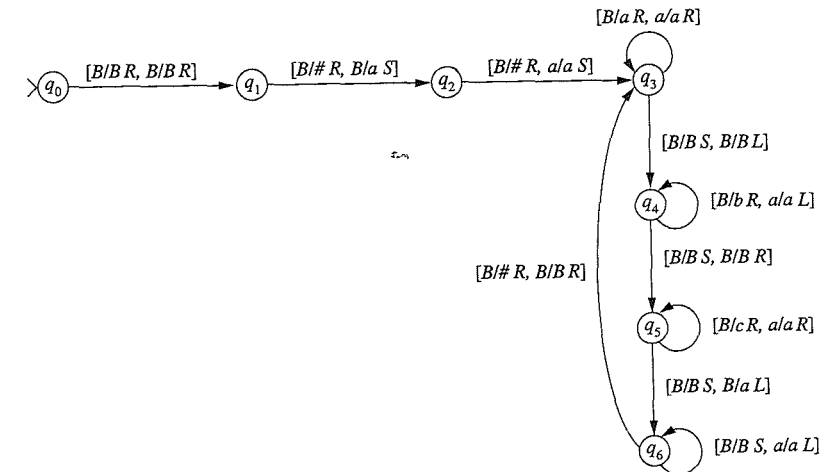 [B/a R, a/a R]
[B/B R, B/B R]
[B/# R, B/a S]
[B/# R, a/a S]
q0
q1
q2
q3
[B/B S, B/B L]
q4
[B/b R, a/a L]
[B/# R, B/B R]
[B/B S, B/B R]
q5
[B/c R, a/a R]
[B/B S, B/a L]
q6
[B/B S, a/a L]